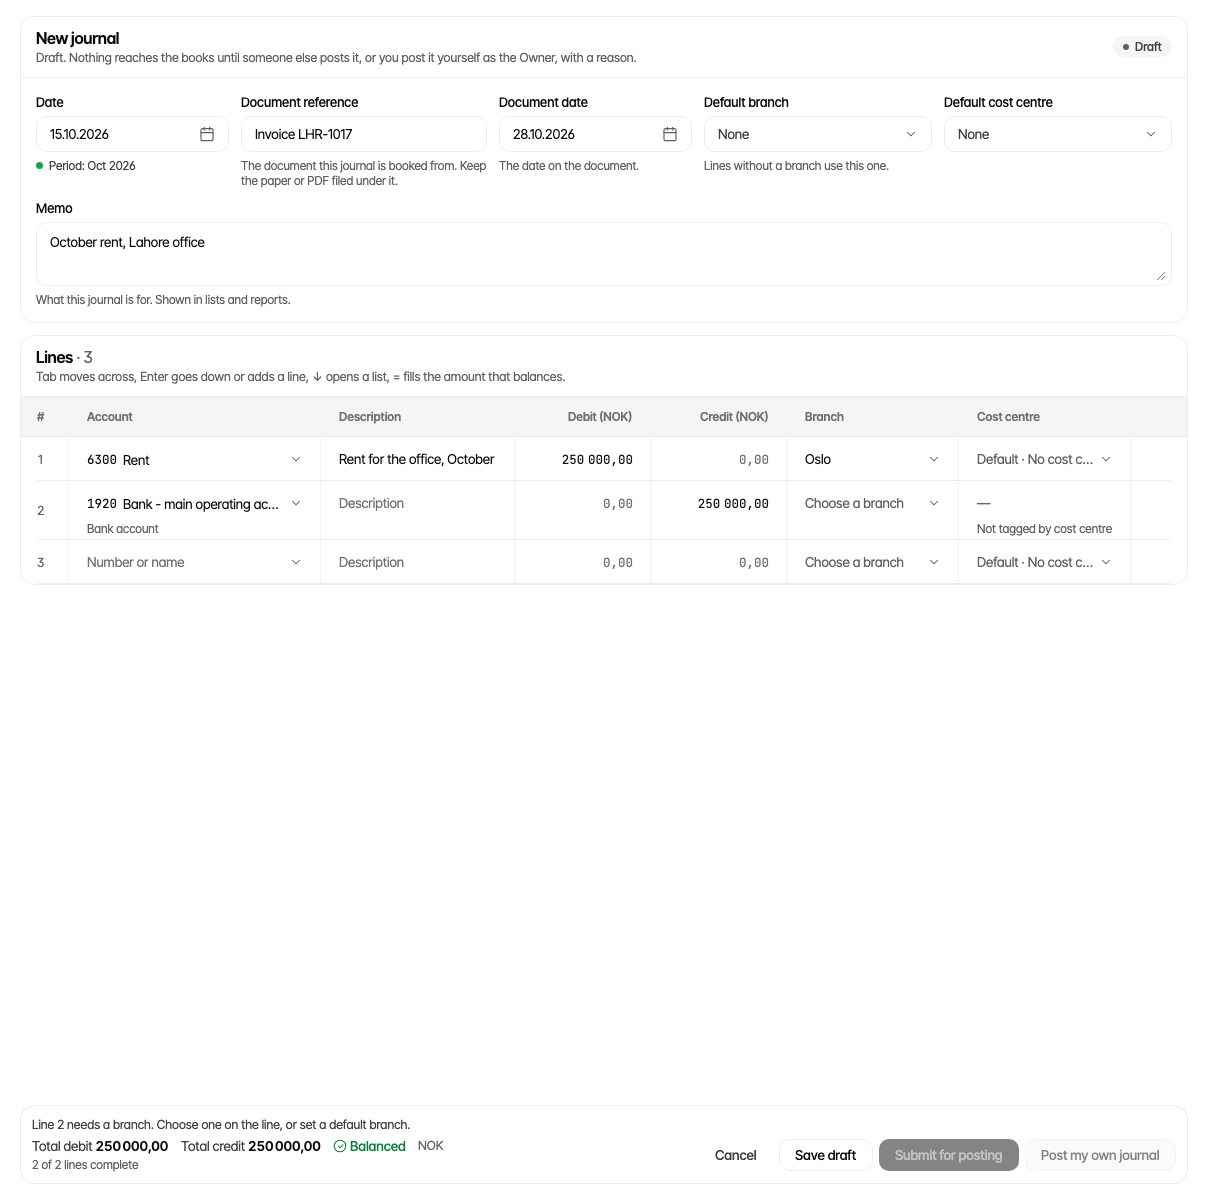 New journal
Draft. Nothing reaches the books until someone else posts it, or you post it yourself as the Owner, with a reason.
Draft
Date
Document reference
Document date
Default branch
Default cost centre
15.10.2026
Invoice LHR-1017
28.10.2026
None
None
Period: Oct 2026
The document this journal is booked from. Keep
the paper or PDF filed under it.
The date on the document.
Lines without a branch use this one.
Memo
October rent, Lahore office
What this journal is for. Shown in lists and reports.
Lines · 3
Tab moves across, Enter goes down or adds a line, ↓ opens a list, = fills the amount that balances.
# Account Description Debit (NOK) Credit (NOK) Branch Cost centre
1 6300 Rent Rent for the office, October 250 000,00 0,00 Oslo Default · No cost c...
2 1920 Bank - main operating ac... Description 0,00 250 000,00 Choose a branch —
Bank account Not tagged by cost centre
3 Number or name Description 0,00 0,00 Choose a branch Default · No cost c...
Line 2 needs a branch. Choose one on the line, or set a default branch.
Total debit 250 000,00 Total credit 250 000,00 Balanced NOK
2 of 2 lines complete
Cancel
Save draft
Submit for posting
Post my own journal